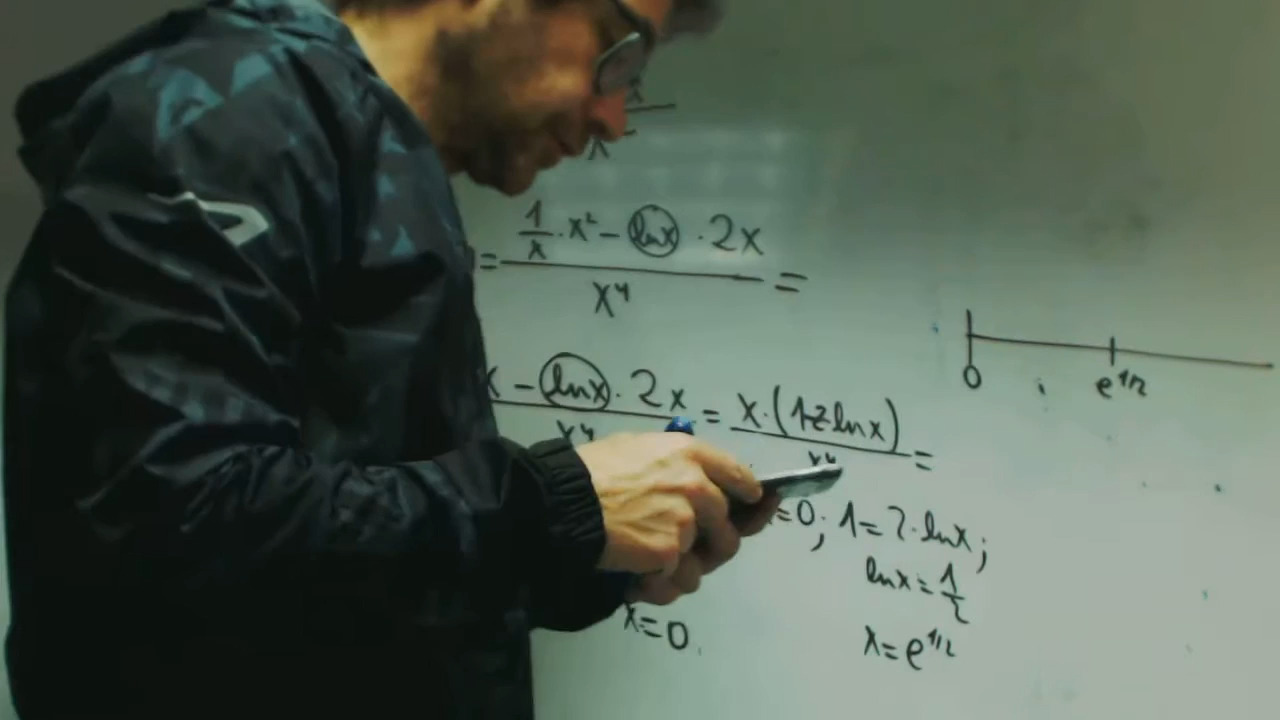 = (1/x · x² − lnx · 2x) / x⁴ =
x − lnx · 2x / x⁴ = x · (1−2lnx) / x⁴ =
=0; 1 = 2·lnx;
lnx = 1/2
x=0 x = e^1/2
0 e^1/2